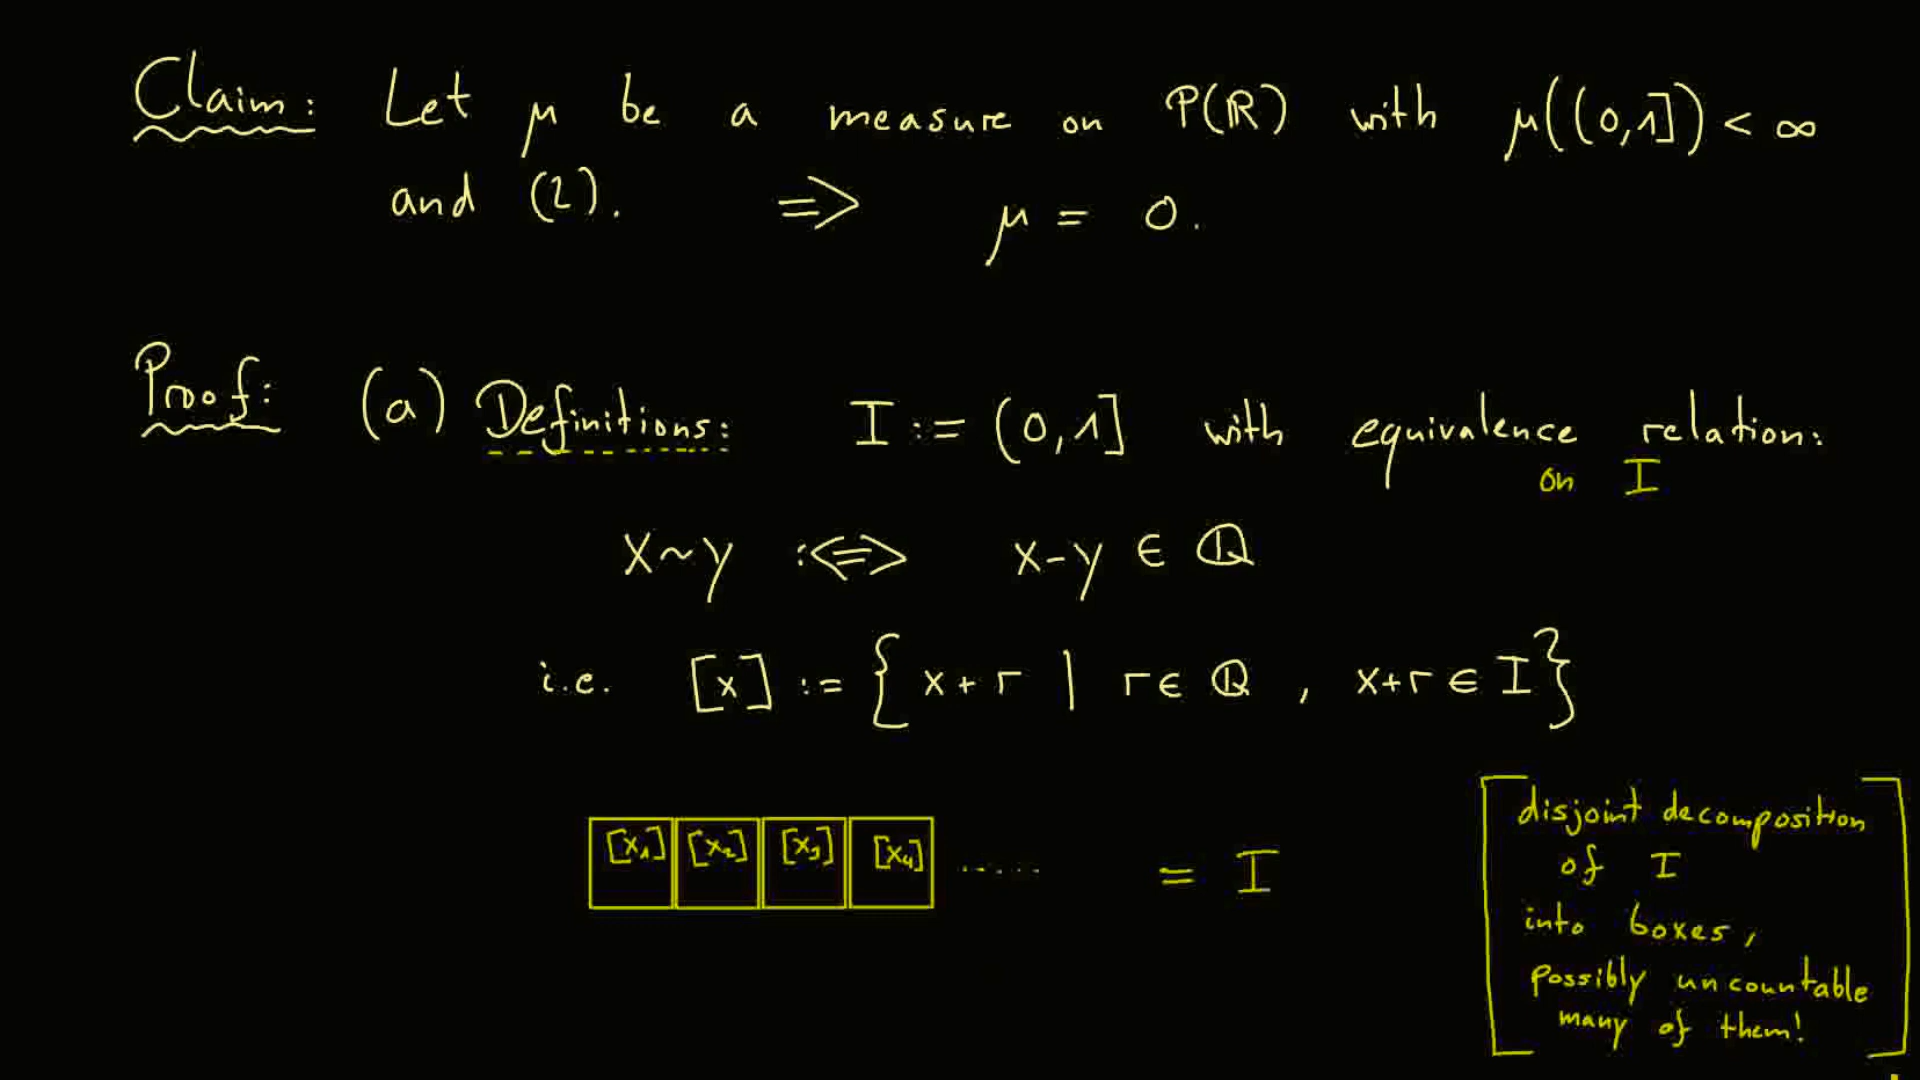 Claim: Let μ be a measure on P(ℝ) with μ((0,1]) < ∞
and (2). ⇒ μ = 0.
Proof: (a) Definitions: I := (0,1] with equivalence relation:
on I
x~y :⇔ x-y ∈ ℚ
i.e. [x] := {x+r | r ∈ ℚ, x+r ∈ I}
[x₁] [x₂] [x₃] [x₄] ..... = I
disjoint decomposition
of I
into boxes,
possibly uncountable
many of them!